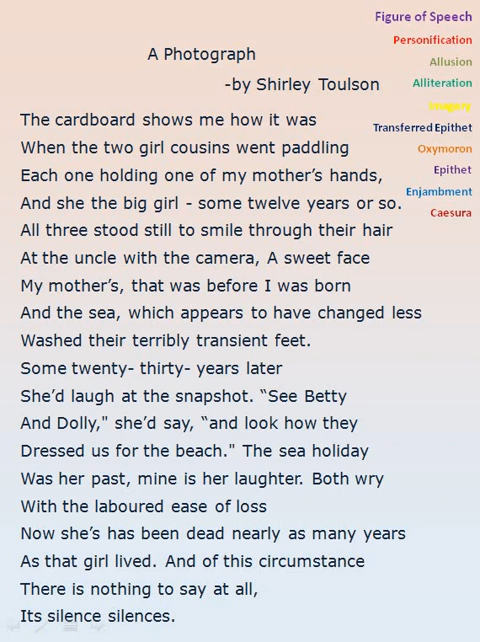 Figure of Speech
A Photograph
Personification
Allusion
-by Shirley Toulson
Alliteration
Imagery
The cardboard shows me how it was
Transferred Epithet
When the two girl cousins went paddling
Oxymoron
Each one holding one of my mother's hands,
Epithet
And she the big girl - some twelve years or so.
Enjambment
Caesura
All three stood still to smile through their hair
At the uncle with the camera, A sweet face
My mother's, that was before I was born
And the sea, which appears to have changed less
Washed their terribly transient feet.
Some twenty- thirty- years later
She'd laugh at the snapshot. "See Betty
And Dolly," she'd say, "and look how they
Dressed us for the beach." The sea holiday
Was her past, mine is her laughter. Both wry
With the laboured ease of loss
Now she's has been dead nearly as many years
As that girl lived. And of this circumstance
There is nothing to say at all,
Its silence silences.